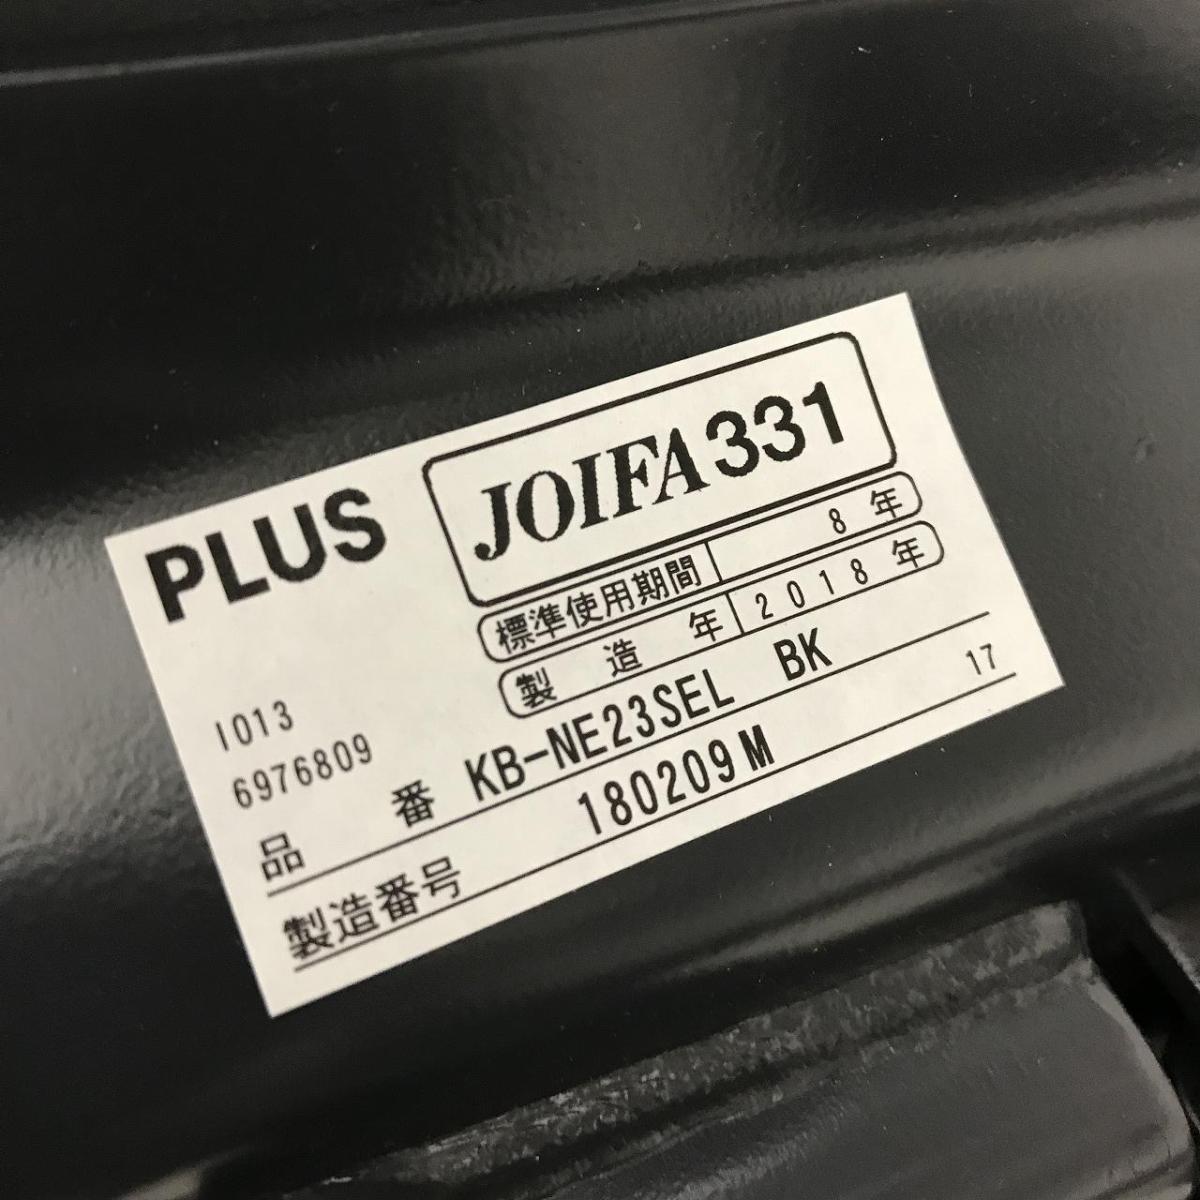 PLUS
JOIFA331
標準使用期間 8年
製造年 2018年
I013
6976809
品番 KB-NE23SEL BK
製造番号 180209M 17